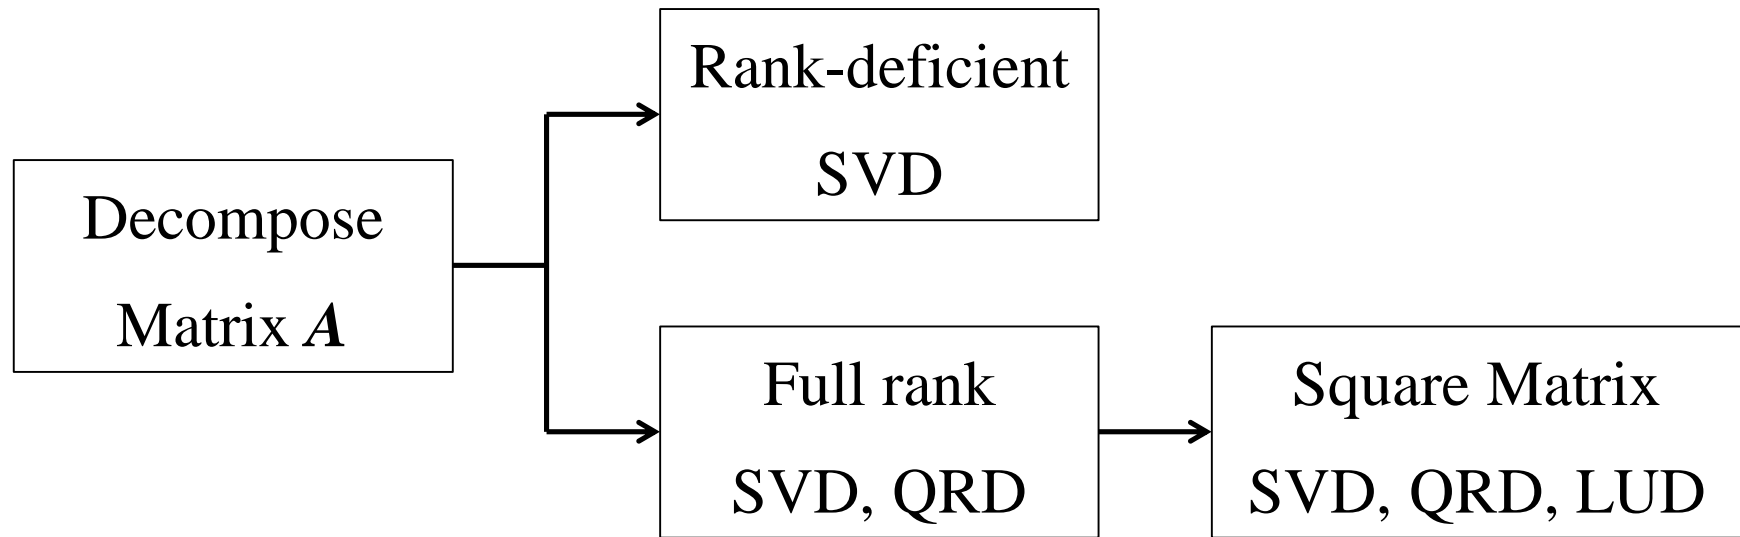 Decompose
Matrix A
Rank-deficient
SVD
Full rank
SVD, QRD
Square Matrix
SVD, QRD, LUD